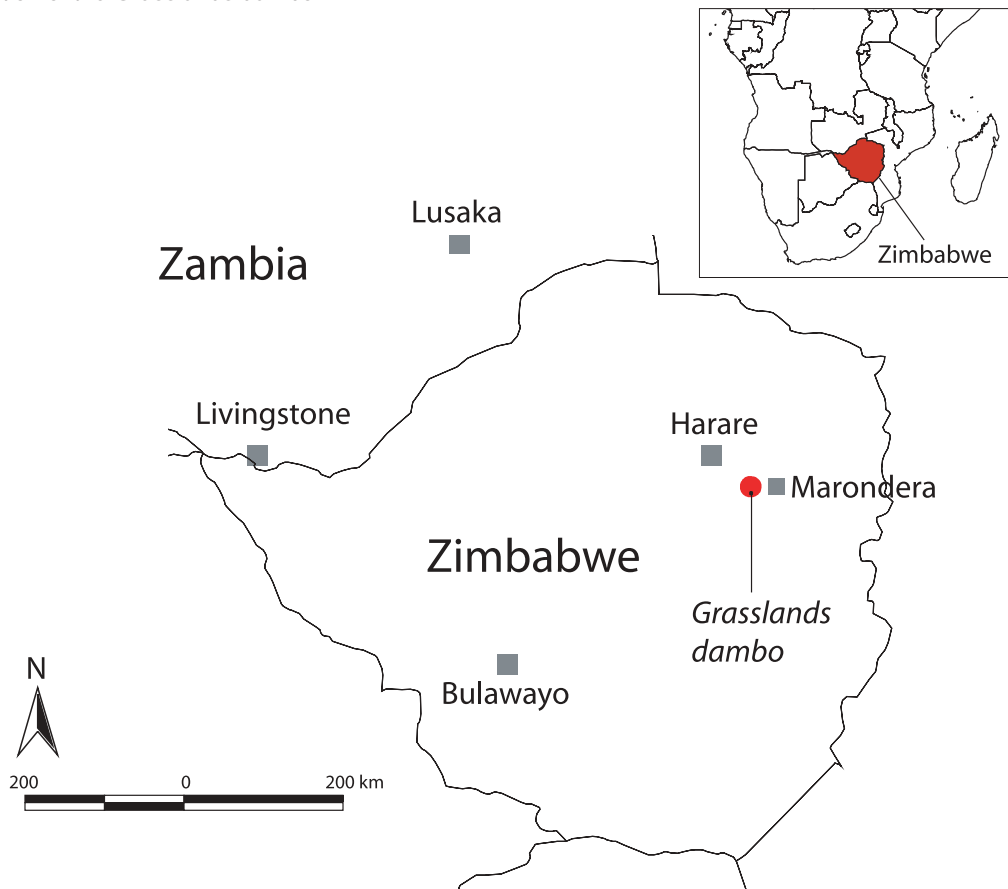 Lusaka
Zambia
Zimbabwe
Livingstone
Harare
Marondera
Zimbabwe
Grasslands
dambo
Bulawayo
N
200 0 200 km